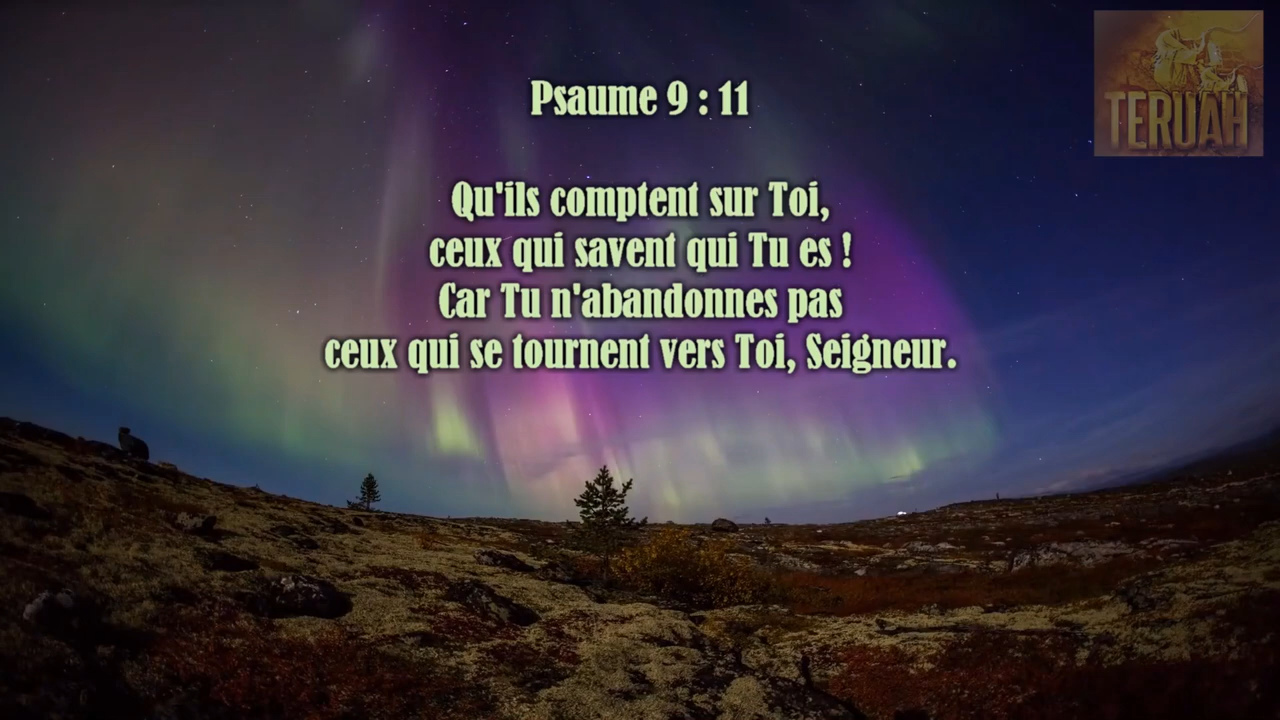 Psaume 9 : 11
TERUAH
Qu'ils comptent sur Toi,
ceux qui savent qui Tu es !
Car Tu n'abandonnes pas
ceux qui se tournent vers Toi, Seigneur.